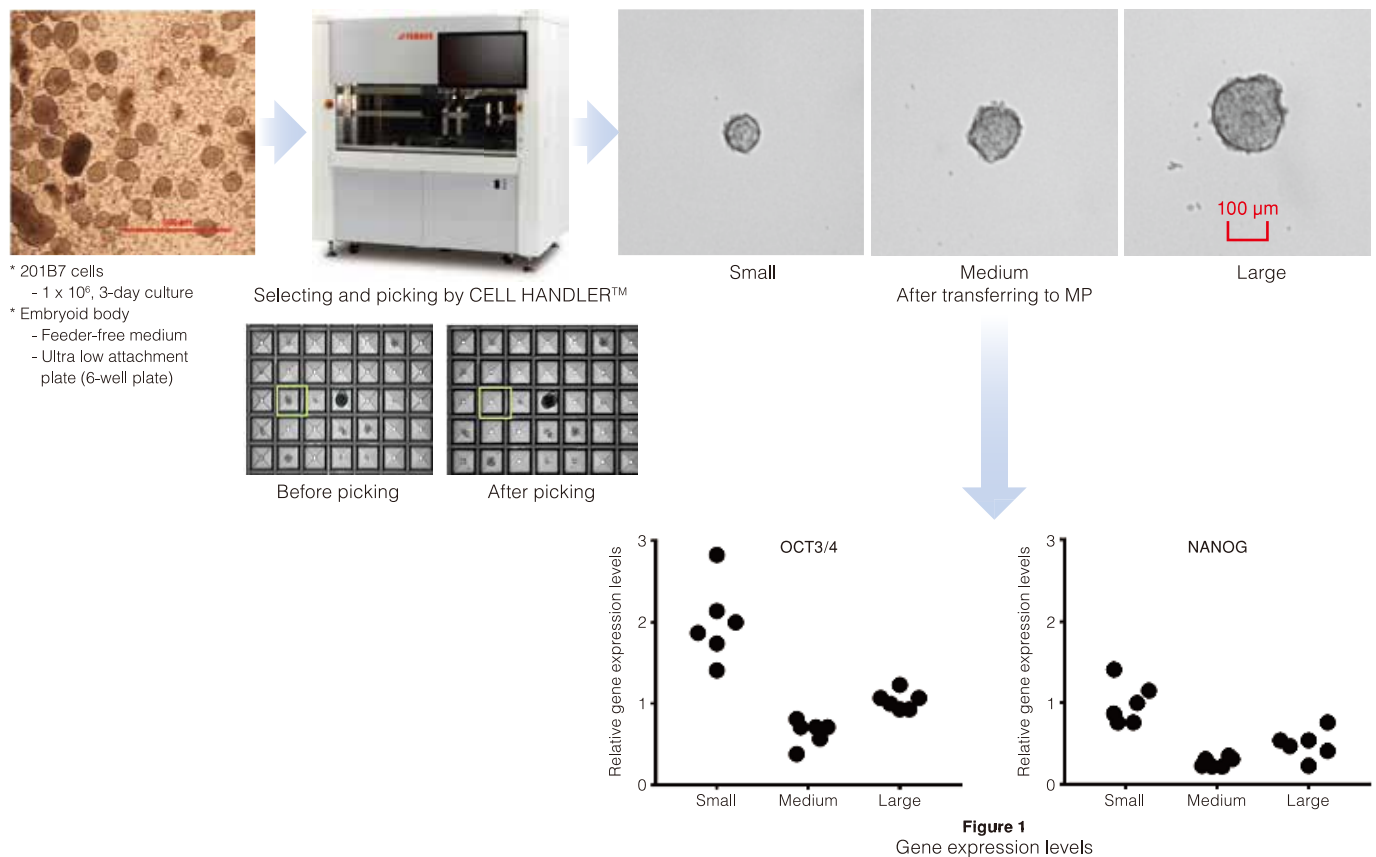 YAMAHA
* 201B7 cells
- 1 x 10⁶, 3-day culture
* Embryoid body
- Feeder-free medium
- Ultra low attachment
plate (6-well plate)
Selecting and picking by CELL HANDLER™
Before picking
After picking
Small
Medium
After transferring to MP
100 µm
Large
OCT3/4
Relative gene expression levels
3
2
1
0
Small
Medium
Large
NANOG
Relative gene expression levels
3
2
1
0
Small
Medium
Large
Figure 1
Gene expression levels